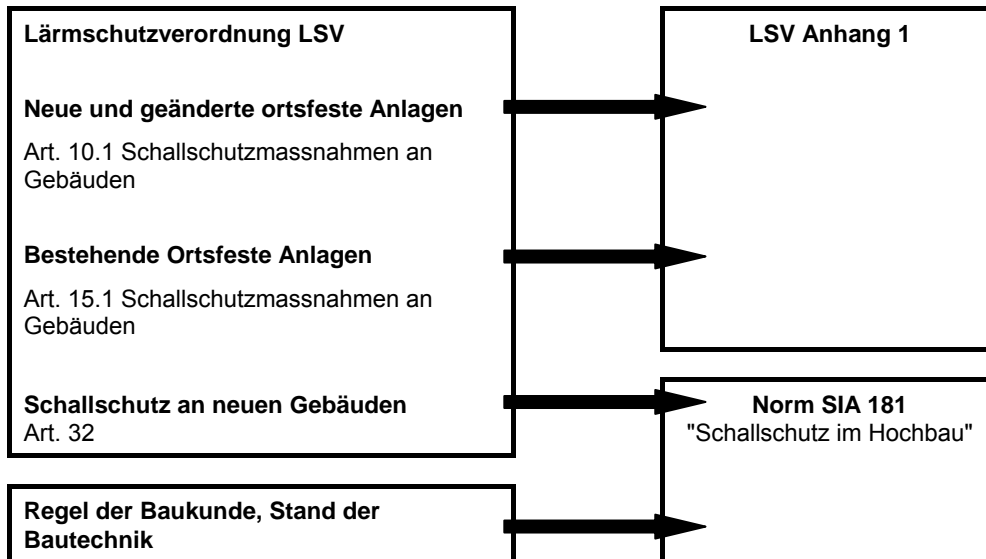 Lärmschutzverordnung LSV
Neue und geänderte ortsfeste Anlagen
Art. 10.1 Schallschutzmassnahmen an
Gebäuden
Bestehende Ortsfeste Anlagen
Art. 15.1 Schallschutzmassnahmen an
Gebäuden
Schallschutz an neuen Gebäuden
Art. 32
LSV Anhang 1
Norm SIA 181
"Schallschutz im Hochbau"
Regel der Baukunde, Stand der
Bautechnik